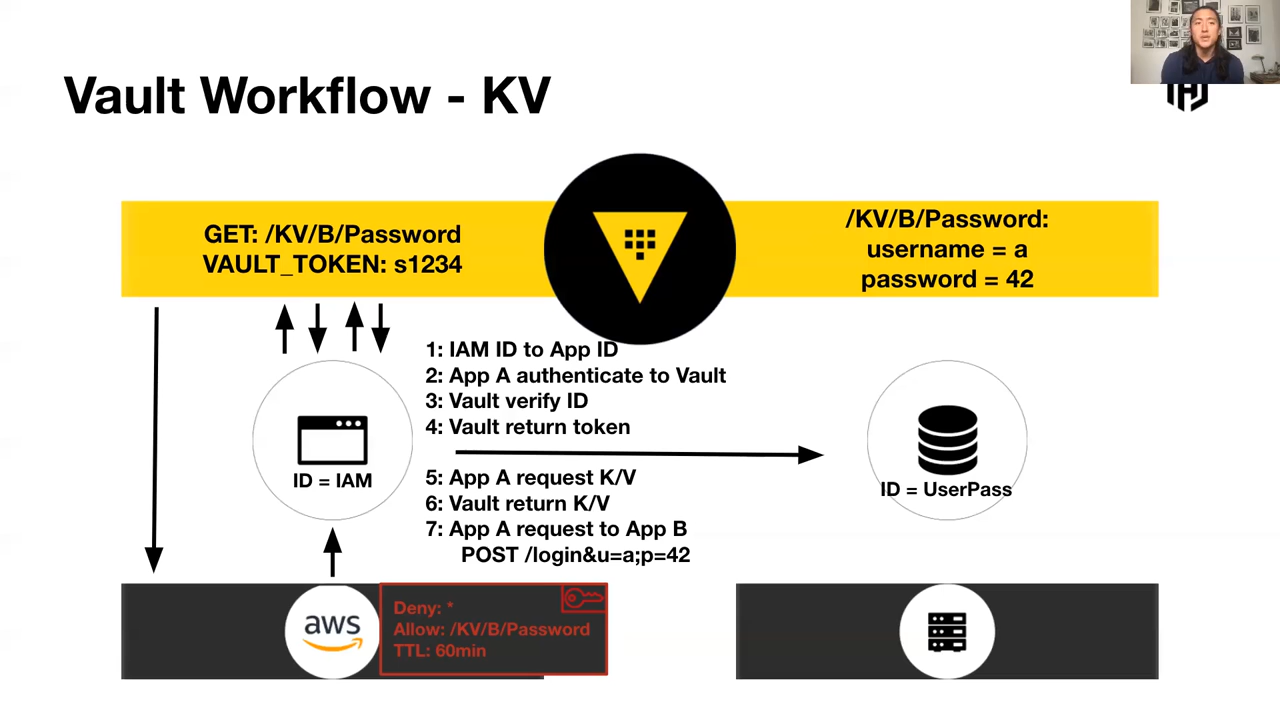 Vault Workflow - KV
GET: /KV/B/Password
VAULT_TOKEN: s1234
/KV/B/Password:
username = a
password = 42
1: IAM ID to App ID
2: App A authenticate to Vault
3: Vault verify ID
4: Vault return token
5: App A request K/V
6: Vault return K/V
7: App A request to App B
POST /login&u=a;p=42
ID = IAM
ID = UserPass
aws
Deny: *
Allow: /KV/B/Password
TTL: 60min